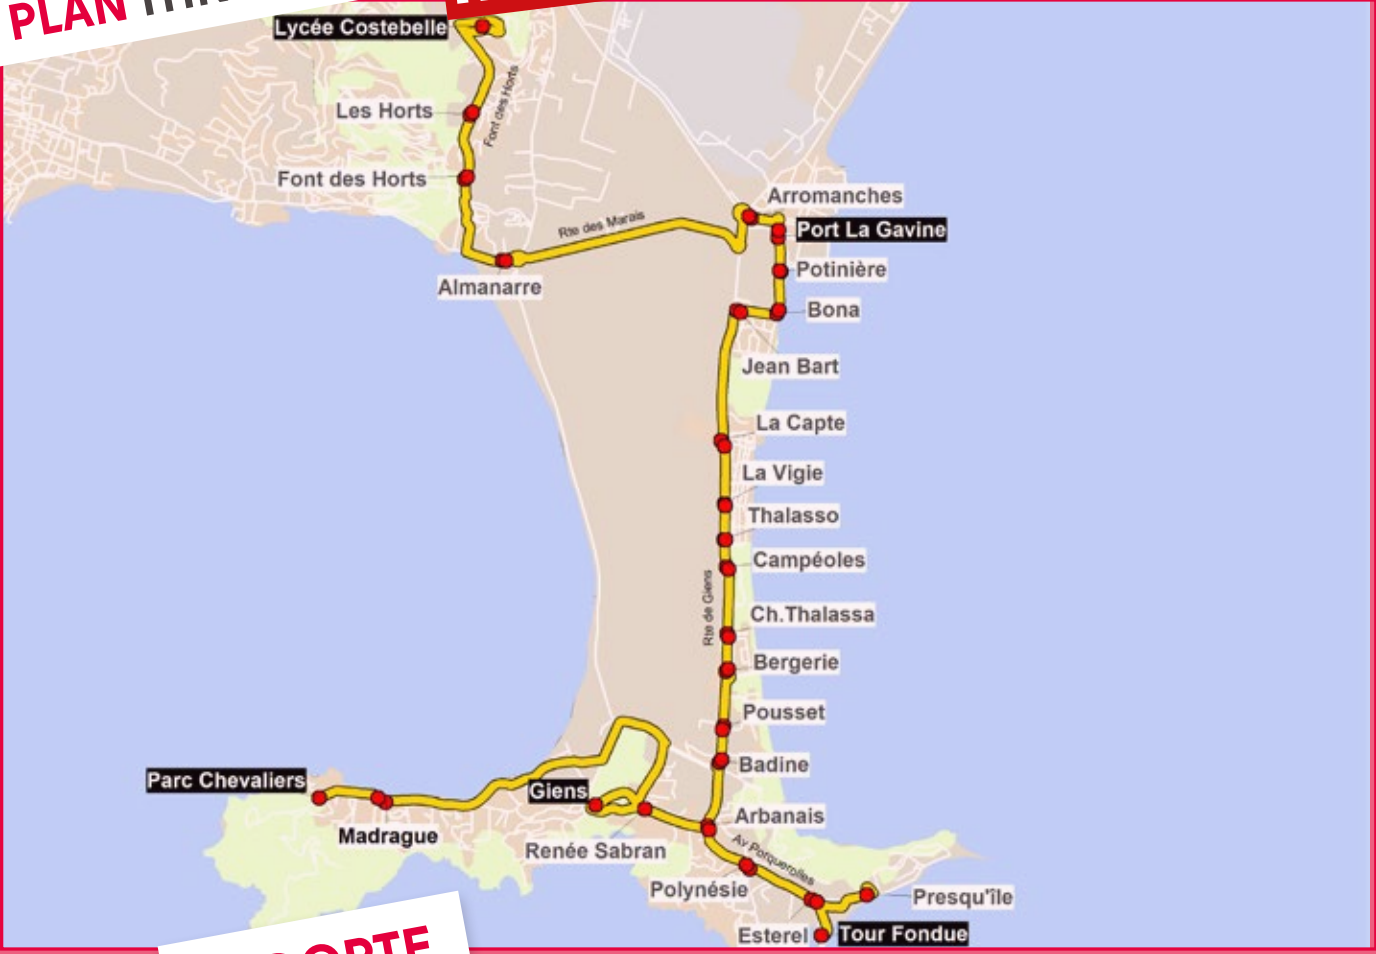 PLAN
Lycée Costebelle
Les Horts
Font des Horts
Font des Horts
Almanarre
Rte des Marais
Arromanches
Port La Gavine
Potinière
Bona
Jean Bart
La Capte
La Vigie
Thalasso
Campéoles
Rte de Giens
Ch.Thalassa
Bergerie
Pousset
Badine
Parc Chevaliers
Giens
Madrague
Arbanais
Renée Sabran
Av Porquerolles
Polynésie
Presqu'île
Esterel
Tour Fondue